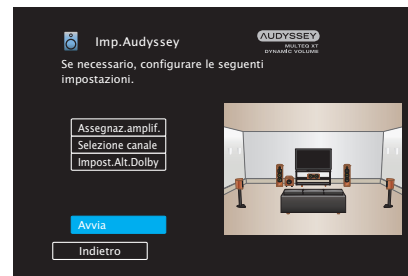 Imp.Audyssey
AUDYSSEY
MULTEQ XT
DYNAMIC VOLUME
Se necessario, configurare le seguenti
impostazioni.
Assegnaz.amplif.
Selezione canale
Impost.Alt.Dolby
Avvia
Indietro